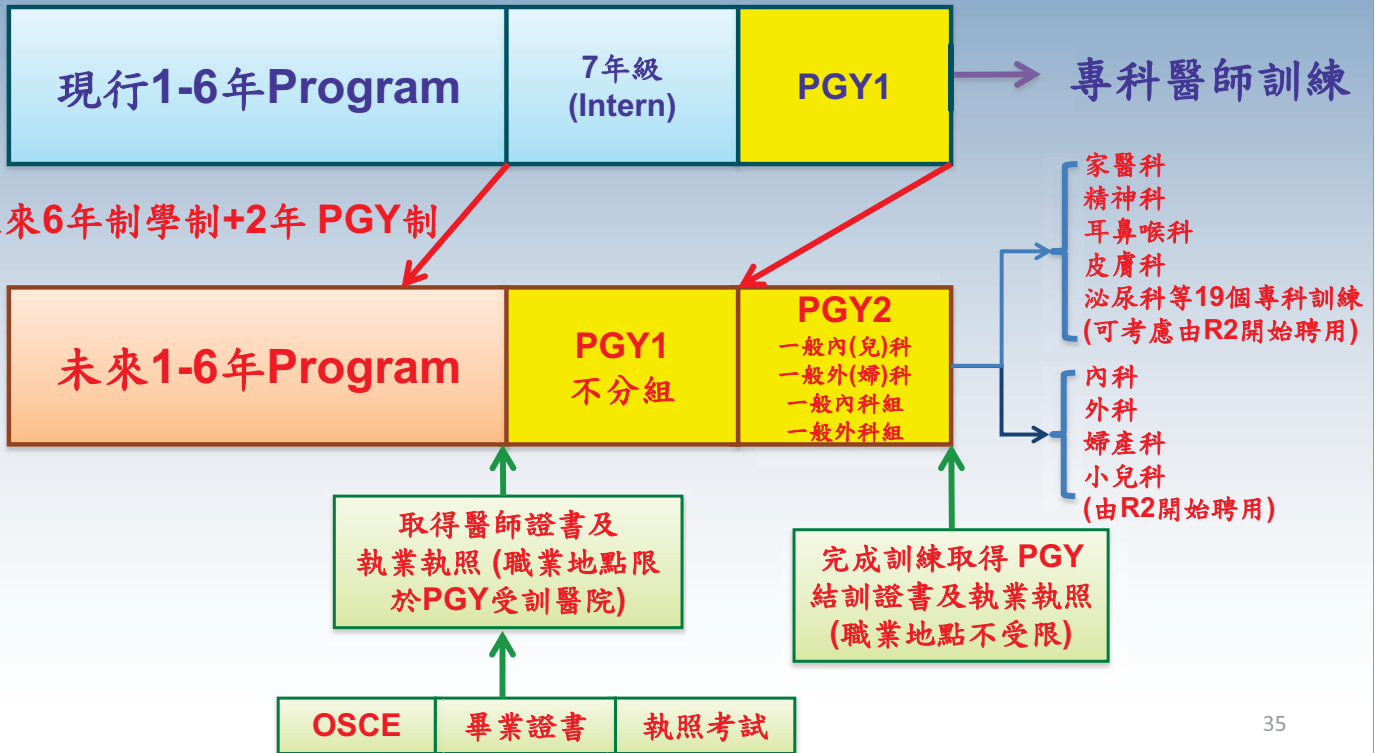 現行1-6年Program
7年級
(Intern)
PGY1
專科醫師訓練
來6年制學制+2年 PGY制
家醫科
精神科
耳鼻喉科
皮膚科
泌尿科等19個專科訓練
(可考慮由R2開始聘用)
未來1-6年Program
PGY1
不分組
PGY2
一般內(兒)科
一般外(婦)科
一般內科組
一般外科組
內科
外科
婦產科
小兒科
(由R2開始聘用)
取得醫師證書及
執業執照 (職業地點限
於PGY受訓醫院)
完成訓練取得 PGY
結訓證書及執業執照
(職業地點不受限)
OSCE
畢業證書
執照考試
35